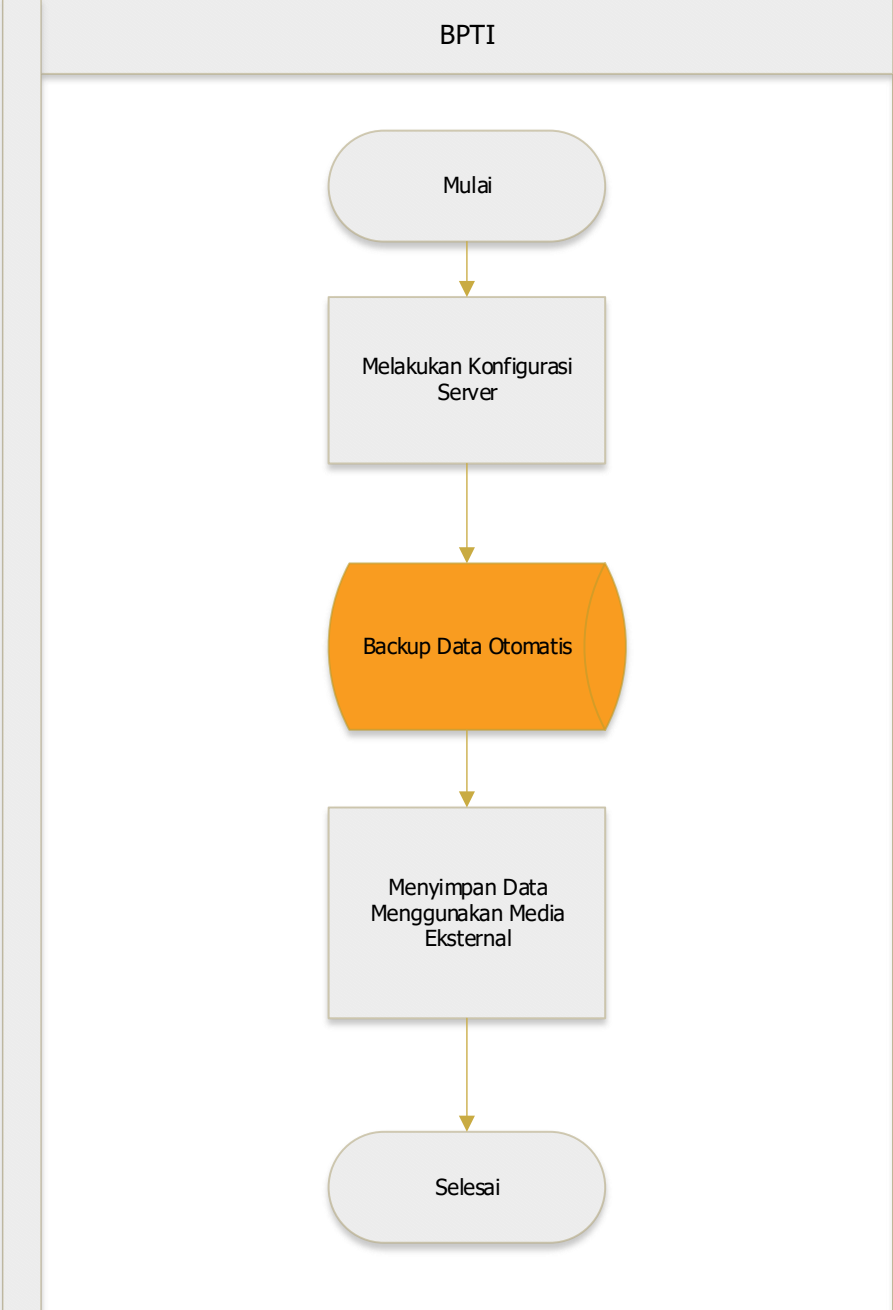 BPTI
Mulai
Melakukan Konfigurasi
Server
Backup Data Otomatis
Menyimpan Data
Menggunakan Media
Eksternal
Selesai